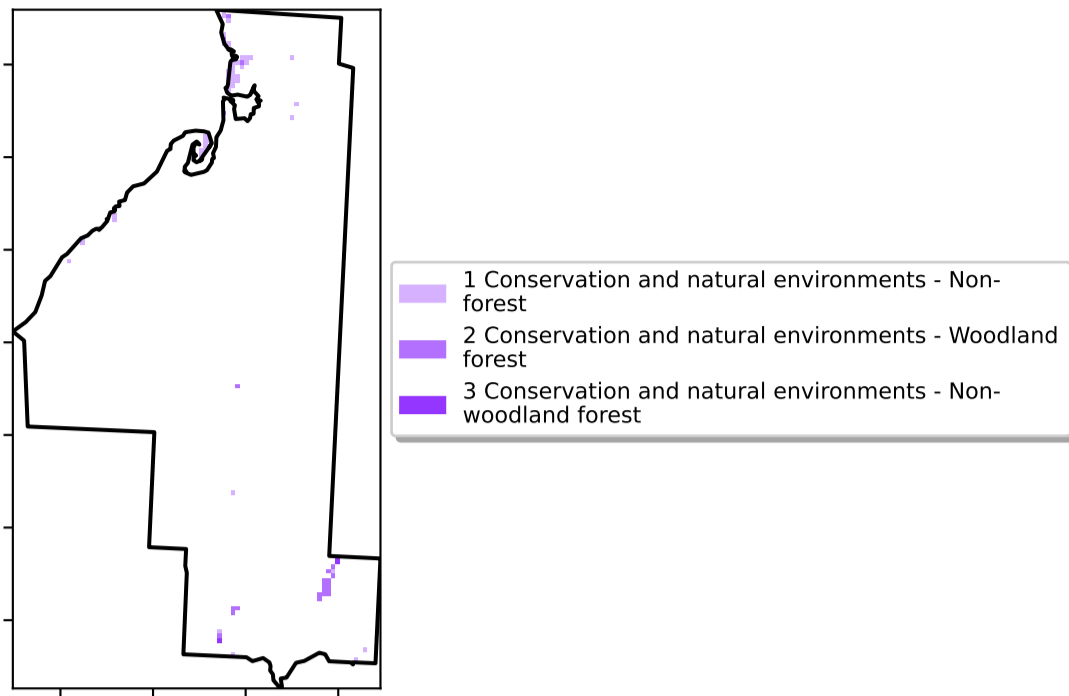 1 Conservation and natural environments - Non-
forest
2 Conservation and natural environments - Woodland
forest
3 Conservation and natural environments - Non-
woodland forest